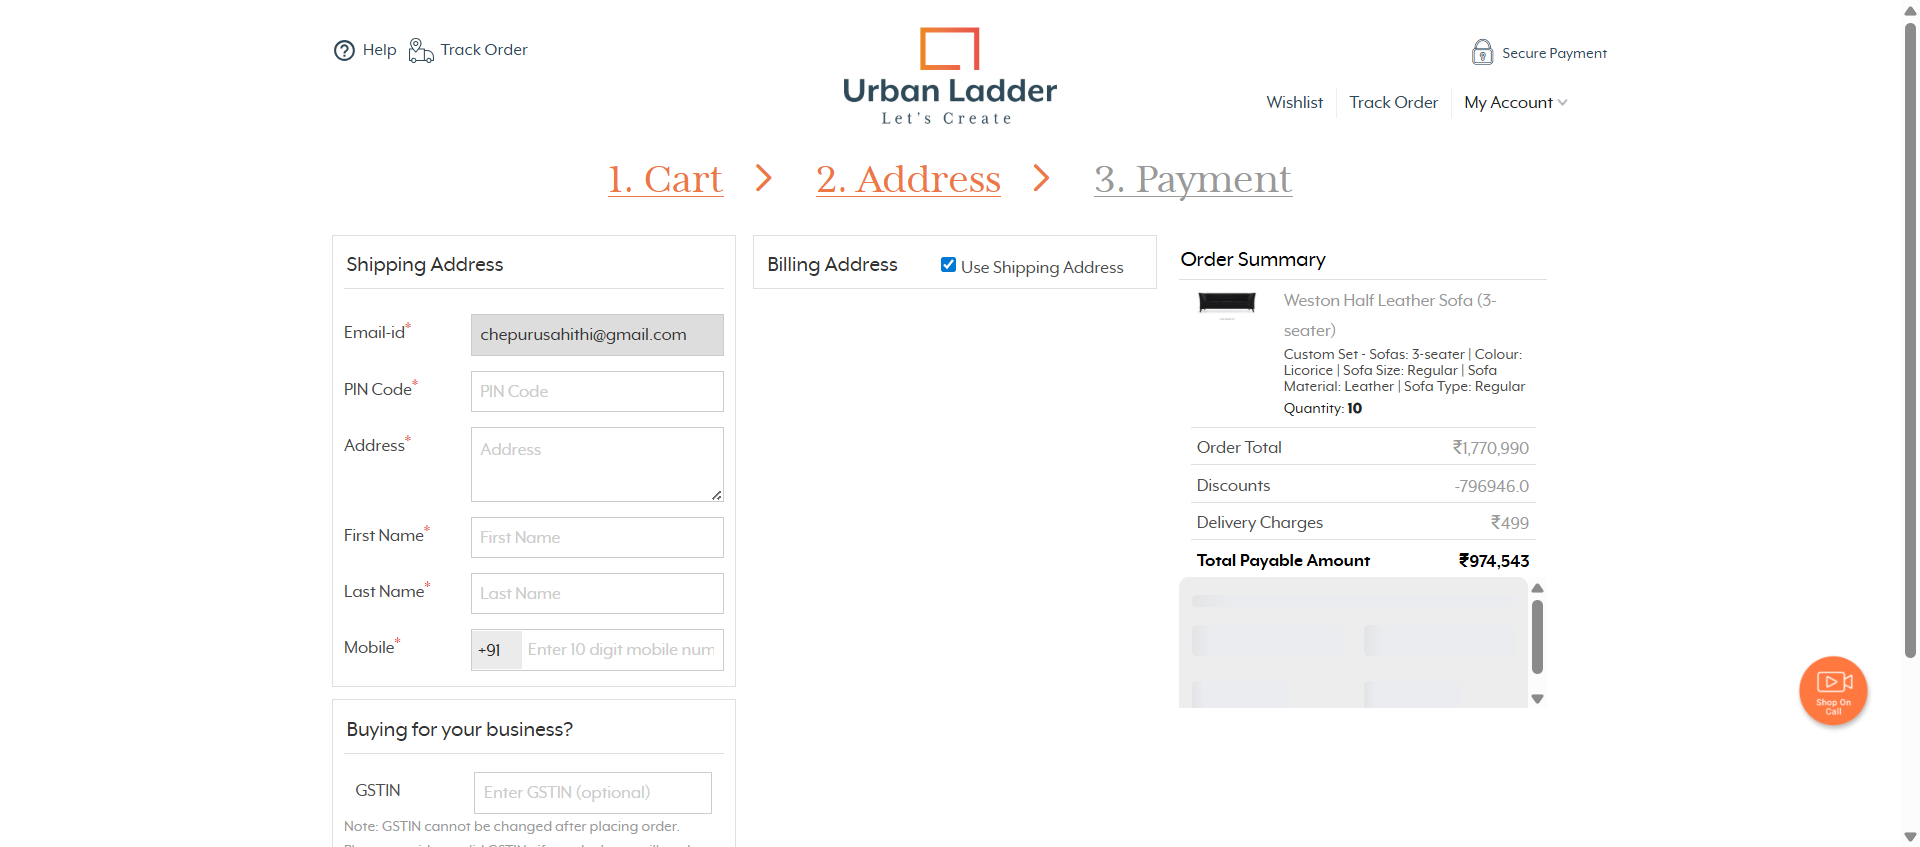 Help Track Order
Urban Ladder
Let's Create
Secure Payment
Wishlist Track Order My Account
1. Cart 2. Address 3. Payment
Shipping Address
Email-id* chepurusahithi@gmail.com
PIN Code* PIN Code
Address* Address
First Name* First Name
Last Name* Last Name
Mobile* +91 Enter 10 digit mobile num
Buying for your business?
GSTIN Enter GSTIN (optional)
Note: GSTIN cannot be changed after placing order.
Billing Address Use Shipping Address
Order Summary
Weston Half Leather Sofa (3-
seater)
Custom Set - Sofas: 3-seater | Colour:
Licorice | Sofa Size: Regular | Sofa
Material: Leather | Sofa Type: Regular
Quantity: 10
Order Total ₹1,770,990
Discounts -796946.0
Delivery Charges ₹499
Total Payable Amount ₹974,543
Shop On
Call